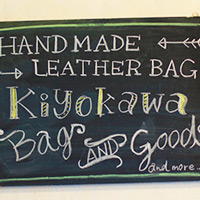 HAND MADE
LEATHER BAG
Kiyokawa
Bag AND Goods
and more...